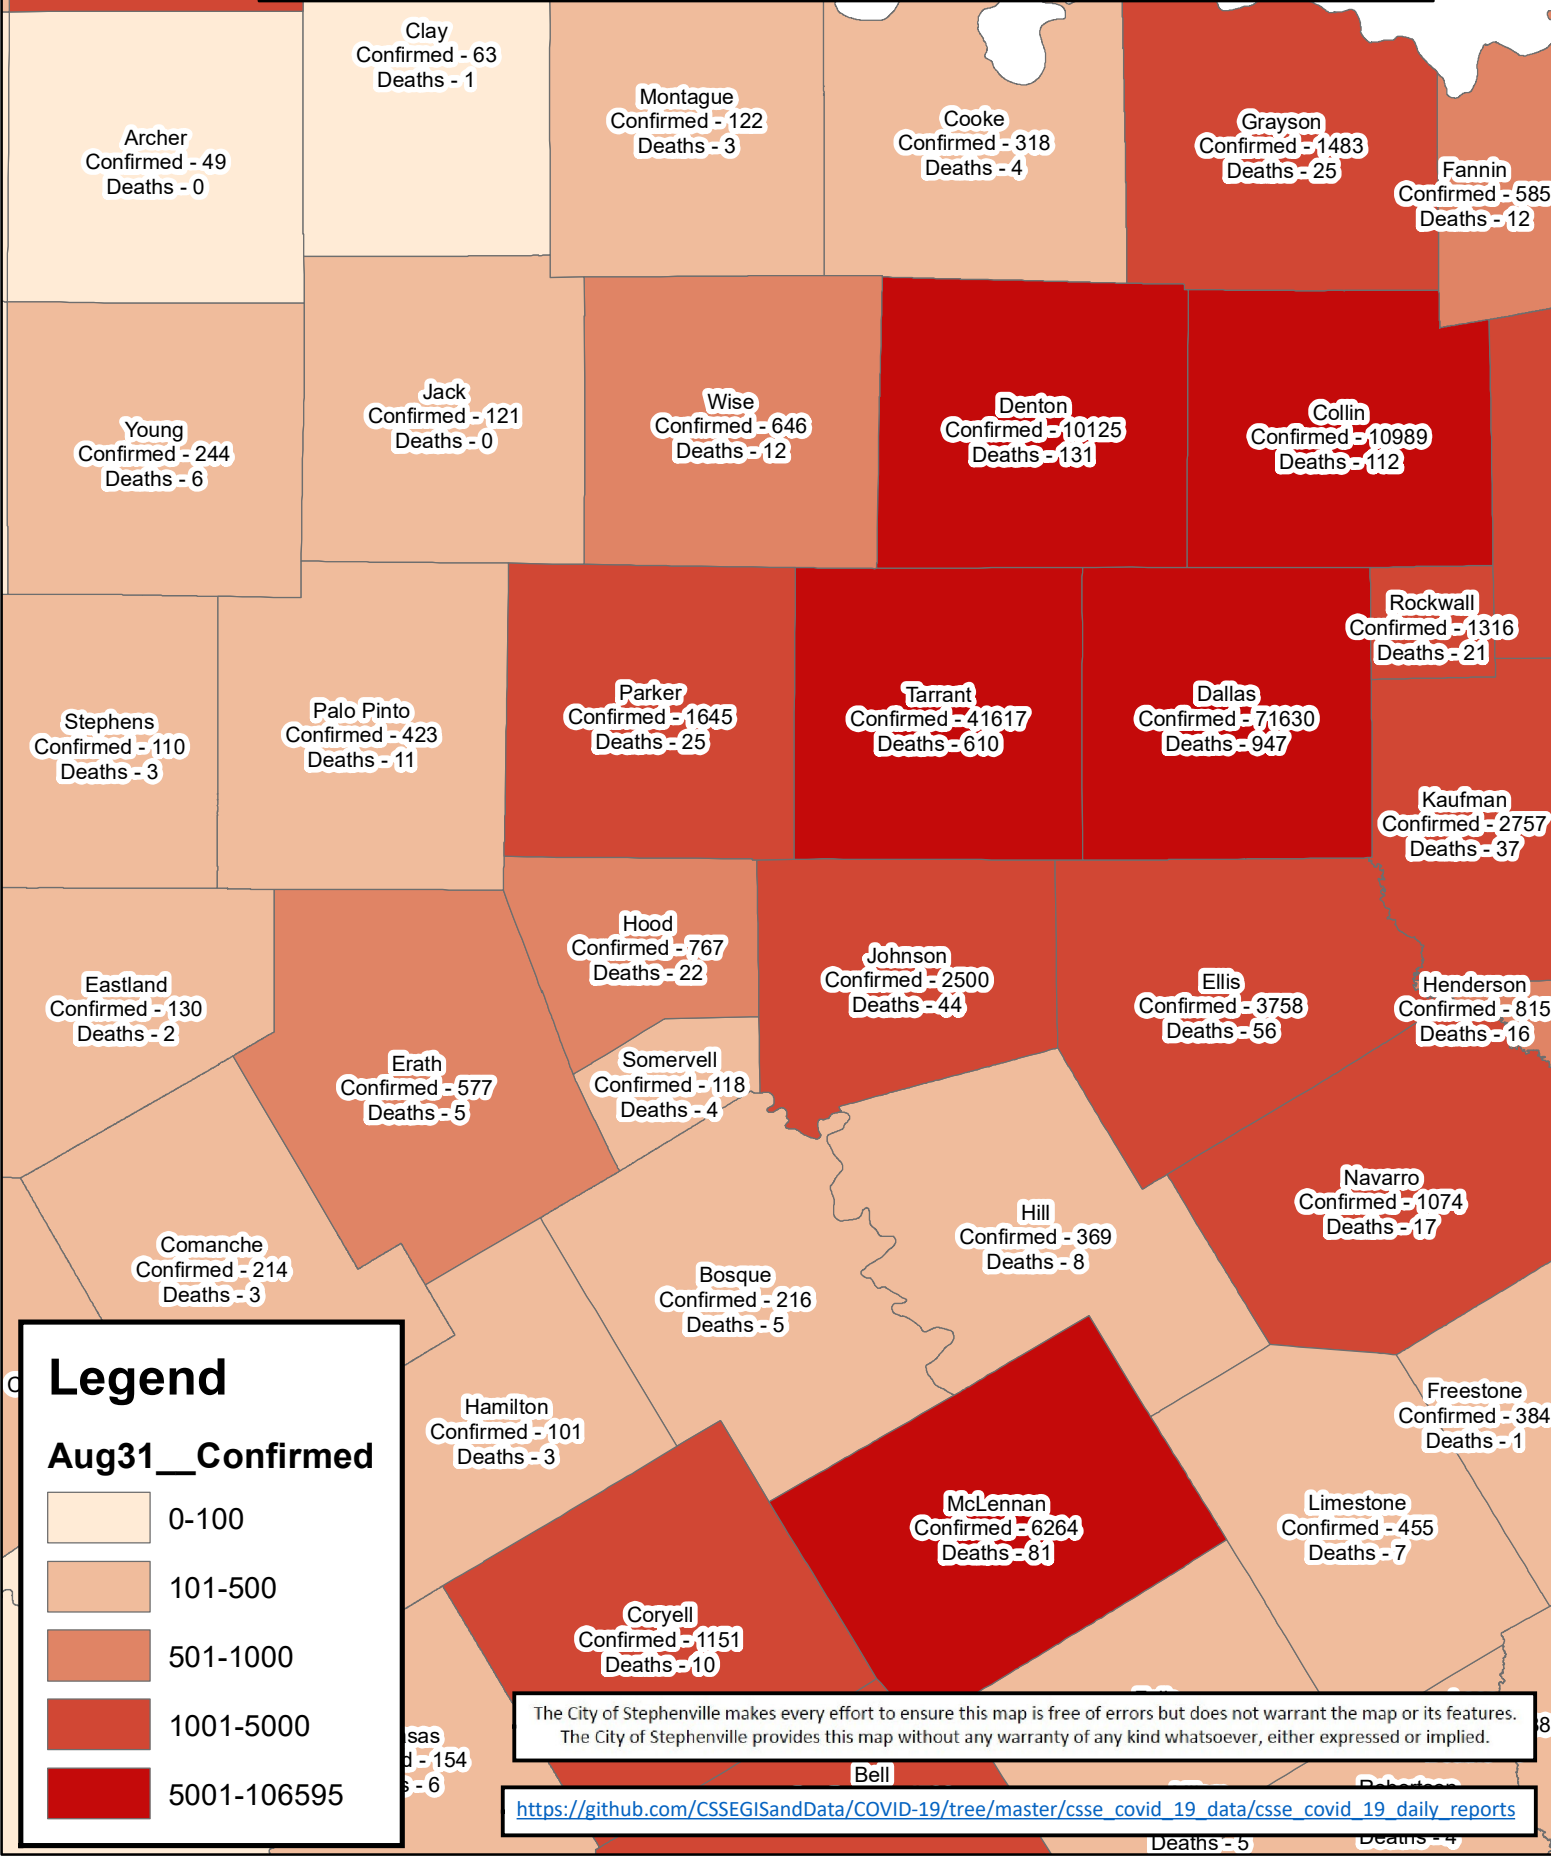 Clay
Confirmed - 63
Deaths - 1
Montague
Confirmed - 122
Deaths - 3
Cooke
Confirmed - 318
Deaths - 4
Grayson
Confirmed - 1483
Deaths - 25
Archer
Confirmed - 49
Deaths - 0
Fannin
Confirmed - 585
Deaths - 12
Jack
Confirmed - 121
Deaths - 0
Wise
Confirmed - 646
Deaths - 12
Denton
Confirmed - 10125
Deaths - 131
Collin
Confirmed - 10989
Deaths - 112
Young
Confirmed - 244
Deaths - 6
Rockwall
Confirmed - 1316
Deaths - 21
Stephens
Confirmed - 110
Deaths - 3
Palo Pinto
Confirmed - 423
Deaths - 11
Parker
Confirmed - 1645
Deaths - 25
Tarrant
Confirmed - 41617
Deaths - 610
Dallas
Confirmed - 71630
Deaths - 947
Kaufman
Confirmed - 2757
Deaths - 37
Eastland
Confirmed - 130
Deaths - 2
Hood
Confirmed - 767
Deaths - 22
Johnson
Confirmed - 2500
Deaths - 44
Ellis
Confirmed - 3758
Deaths - 56
Henderson
Confirmed - 815
Deaths - 16
Erath
Confirmed - 577
Deaths - 5
Somervell
Confirmed - 118
Deaths - 4
Navarro
Confirmed - 1074
Deaths - 17
Comanche
Confirmed - 214
Deaths - 3
Bosque
Confirmed - 216
Deaths - 5
Hill
Confirmed - 369
Deaths - 8
Hamilton
Confirmed - 101
Deaths - 3
Freestone
Confirmed - 384
Deaths - 1
McLennan
Confirmed - 6264
Deaths - 81
Limestone
Confirmed - 455
Deaths - 7
Coryell
Confirmed - 1151
Deaths - 10
Legend
Aug31__Confirmed
0-100
101-500
501-1000
1001-5000
5001-106595
sas
d - 154
s - 6
The City of Stephenville makes every effort to ensure this map is free of errors but does not warrant the map or its features.
The City of Stephenville provides this map without any warranty of any kind whatsoever, either expressed or implied.
Bell
https://github.com/CSSEGISandData/COVID-19/tree/master/csse_covid_19_data/csse_covid_19_daily_reports
Deaths - 5
Deaths - 4